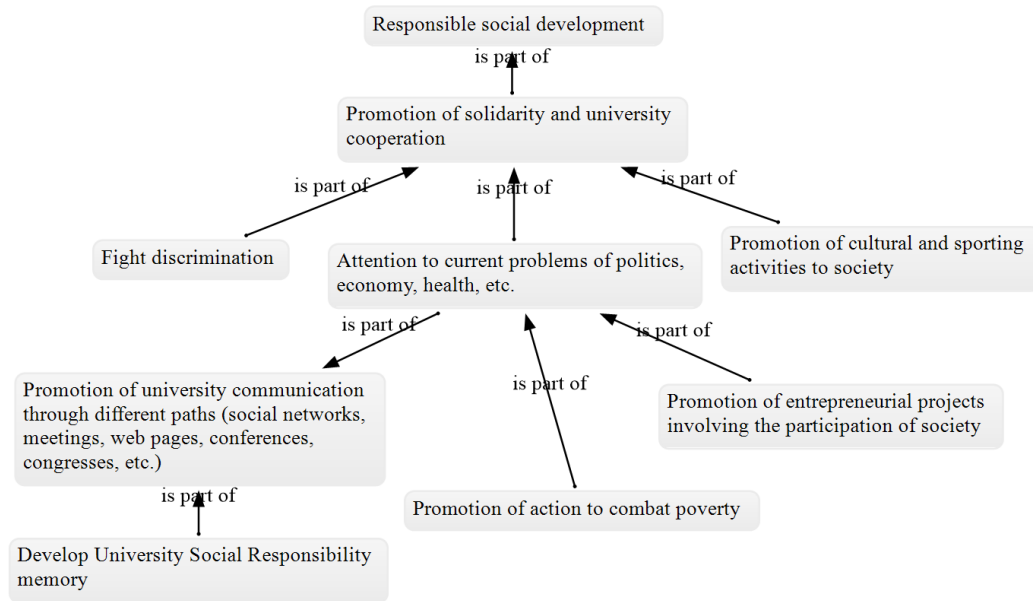 Responsible social development
is part of
Promotion of solidarity and university
cooperation
is part of
is part of
is part of
Fight discrimination
Attention to current problems of politics,
economy, health, etc.
Promotion of cultural and sporting
activities to society
is part of
is part of
is part of
Promotion of university communication
through different paths (social networks,
meetings, web pages, conferences,
congresses, etc.)
Promotion of entrepreneurial projects
involving the participation of society
is part of
Promotion of action to combat poverty
Develop University Social Responsibility
memory